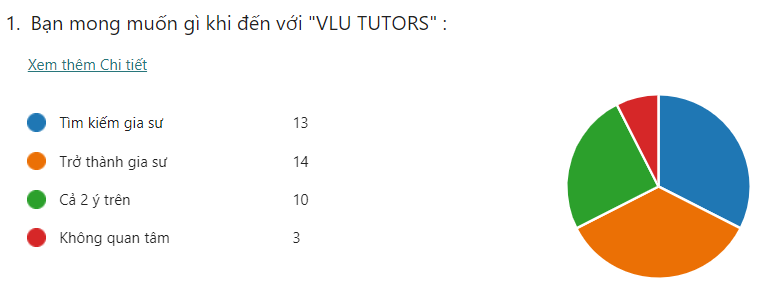 1. Bạn mong muốn gì khi đến với "VLU TUTORS" :
Xem thêm Chi tiết
Tìm kiếm gia sư 13
Trở thành gia sư 14
Cả 2 ý trên 10
Không quan tâm 3